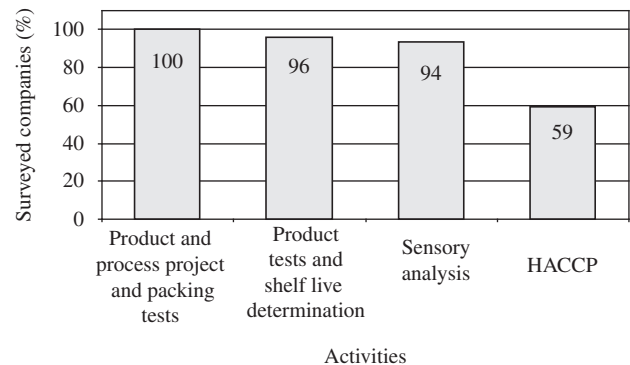 Surveyed companies (%)
100
80
60
40
20
0
100
96
94
59
Product and
process project
and packing
tests
Product
tests and
shelf live
determination
Sensory
analysis
HACCP
Activities